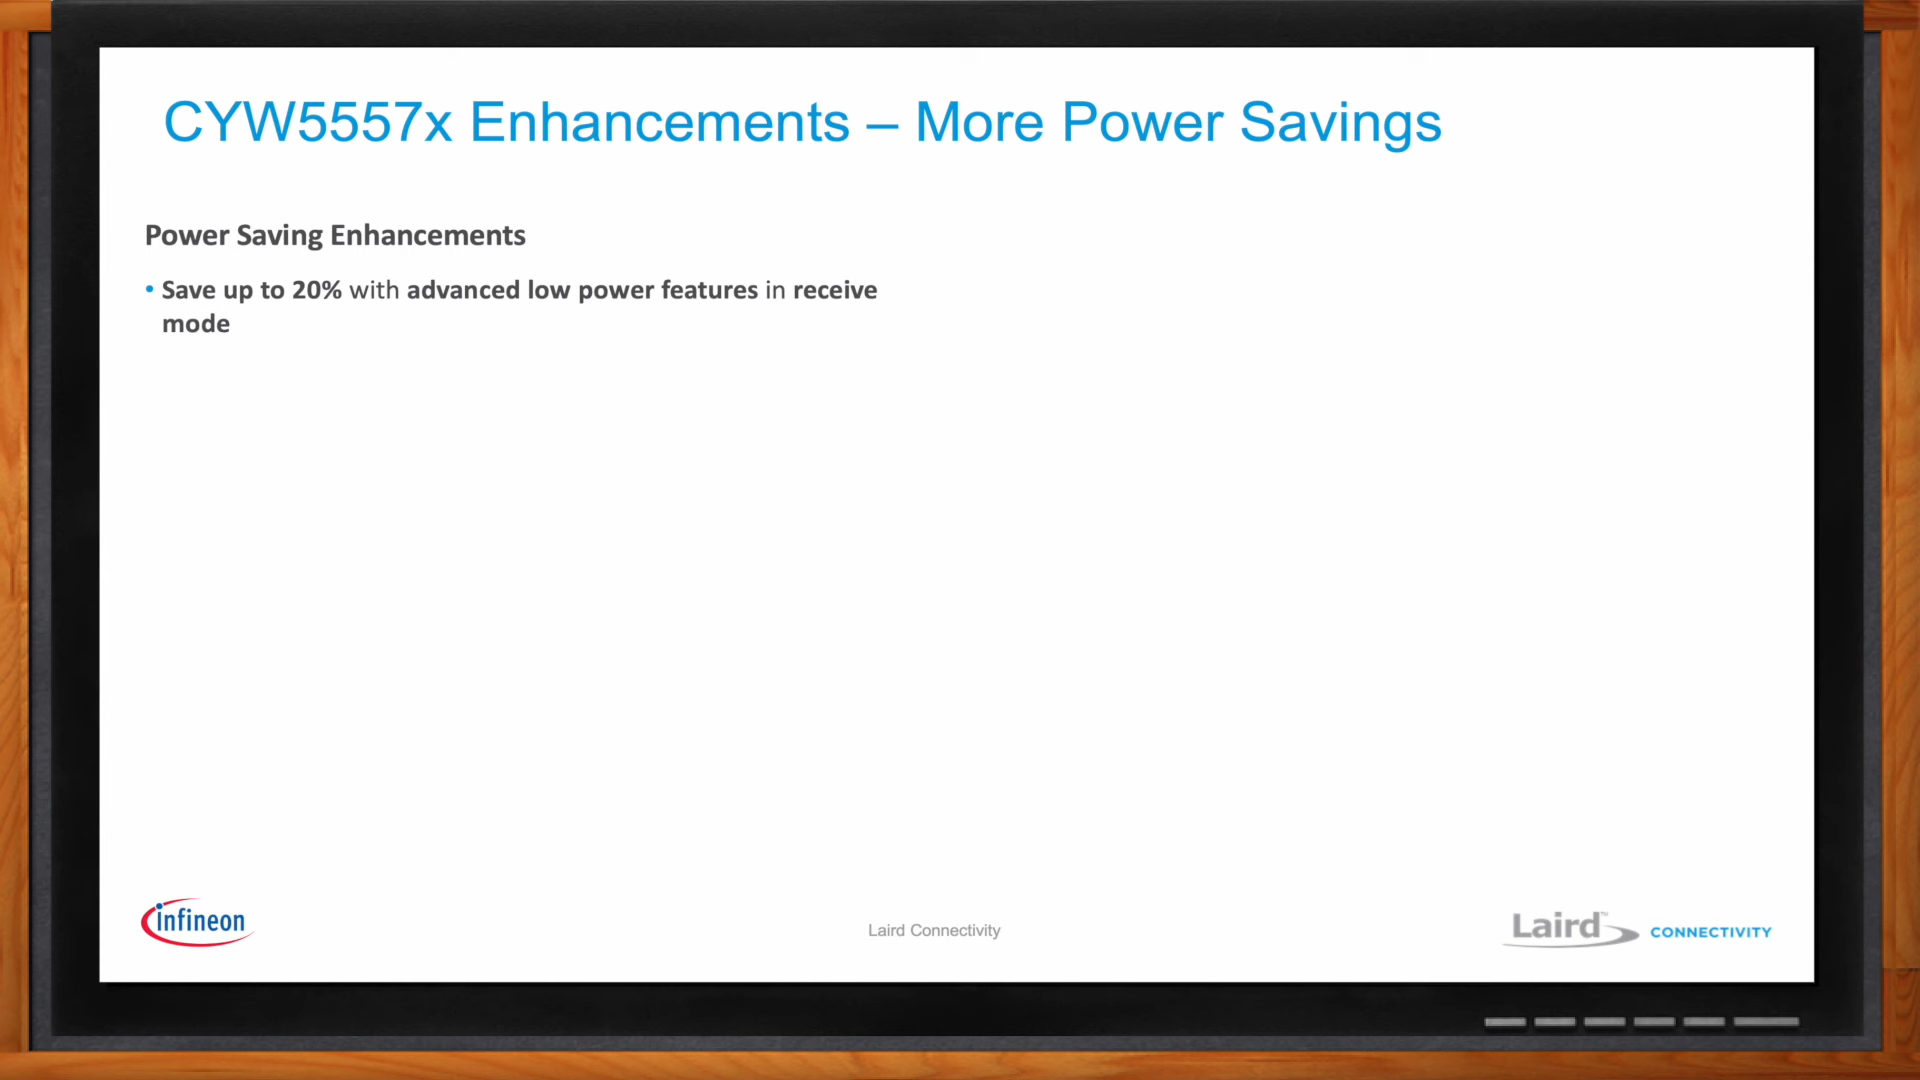 CYW5557x Enhancements – More Power Savings
Power Saving Enhancements
• Save up to 20% with advanced low power features in receive
mode
infineon
Laird Connectivity
Laird™ CONNECTIVITY